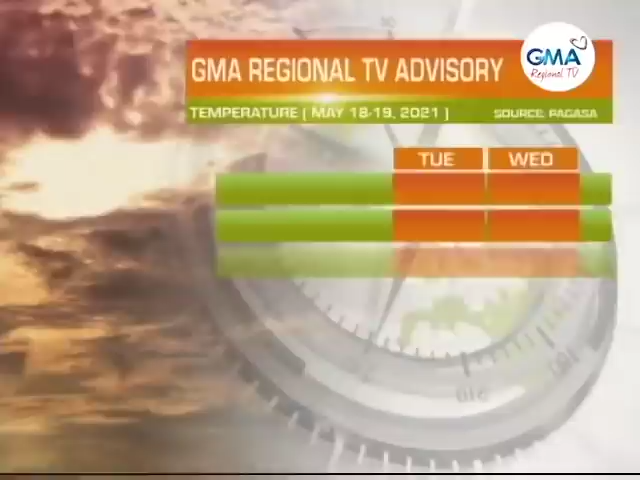 GMA
Regional TV
GMA REGIONAL TV ADVISORY
TEMPERATURE [ MAY 18-19, 2021 ]
SOURCE: PAGASA
TUE
WED